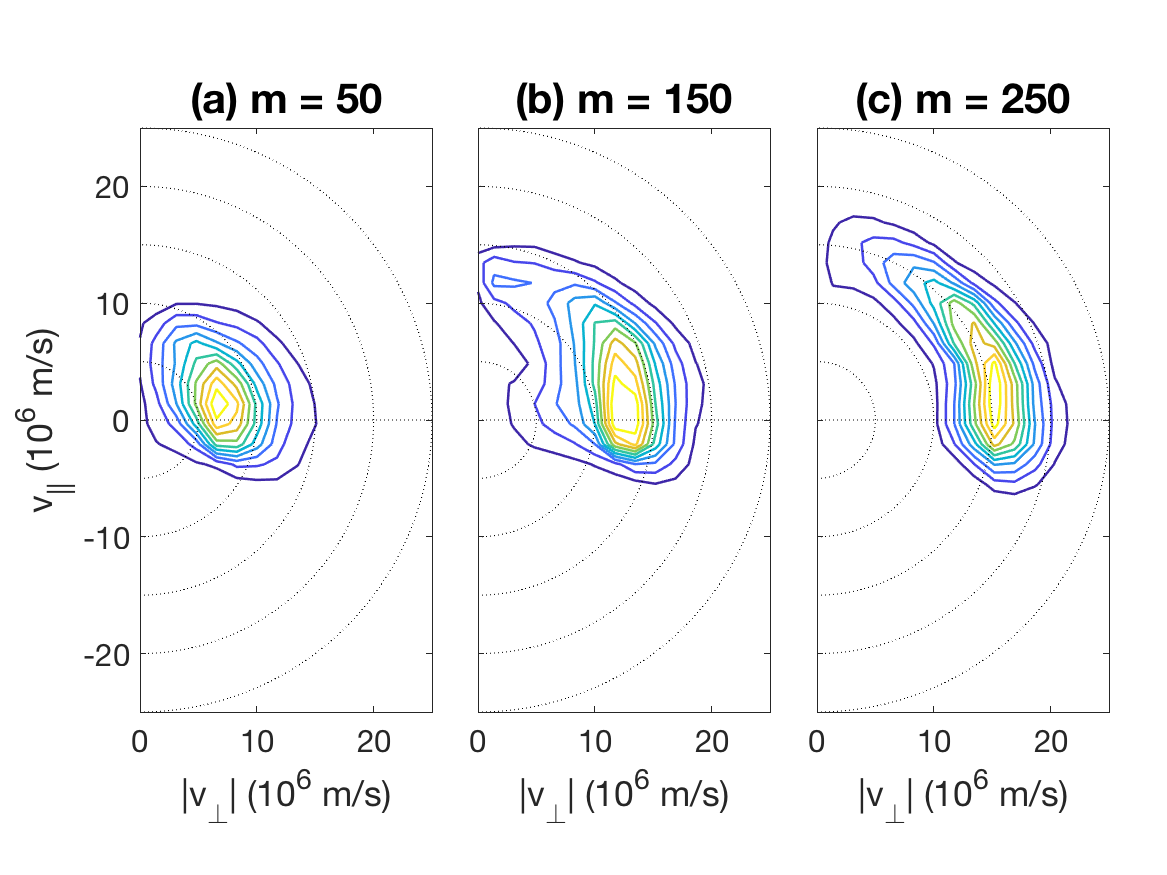 (a) m = 50
(b) m = 150
(c) m = 250
20
10
0
-10
-20
v∥ (10⁶ m/s)
0 10 20
0 10 20
0 10 20
|v⊥| (10⁶ m/s)
|v⊥| (10⁶ m/s)
|v⊥| (10⁶ m/s)